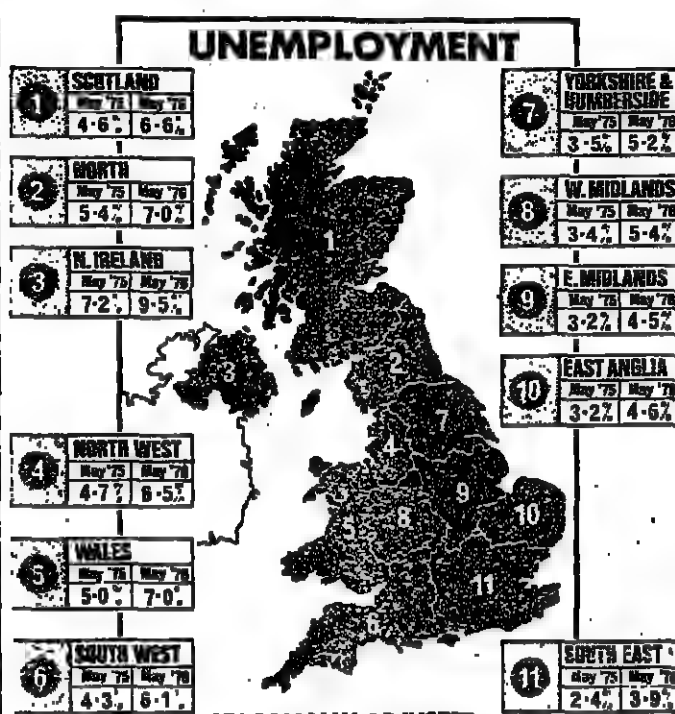 UNEMPLOYMENT
1
SCOTLAND
May '75 May '76
4·6% 6·6%
2
NORTH
May '75 May '76
5·4% 7·0%
3
N. IRELAND
May '75 May '76
7·2% 9·5%
4
NORTH WEST
May '75 May '76
4·7% 6·5%
5
WALES
May '75 May '76
5·0% 7·0%
6
SOUTH WEST
May '75 May '76
4·3% 6·1%
7
YORKSHIRE &
HUMBERSIDE
May '75 May '76
3·5% 5·2%
8
W. MIDLANDS
May '75 May '76
3·4% 5·4%
9
E. MIDLANDS
May '75 May '76
3·2% 4·5%
10
EAST ANGLIA
May '75 May '76
3·2% 4·6%
11
SOUTH EAST
May '75 May '76
2·4% 3·9%
1
2
3
4
7
9
5
8
10
11
6